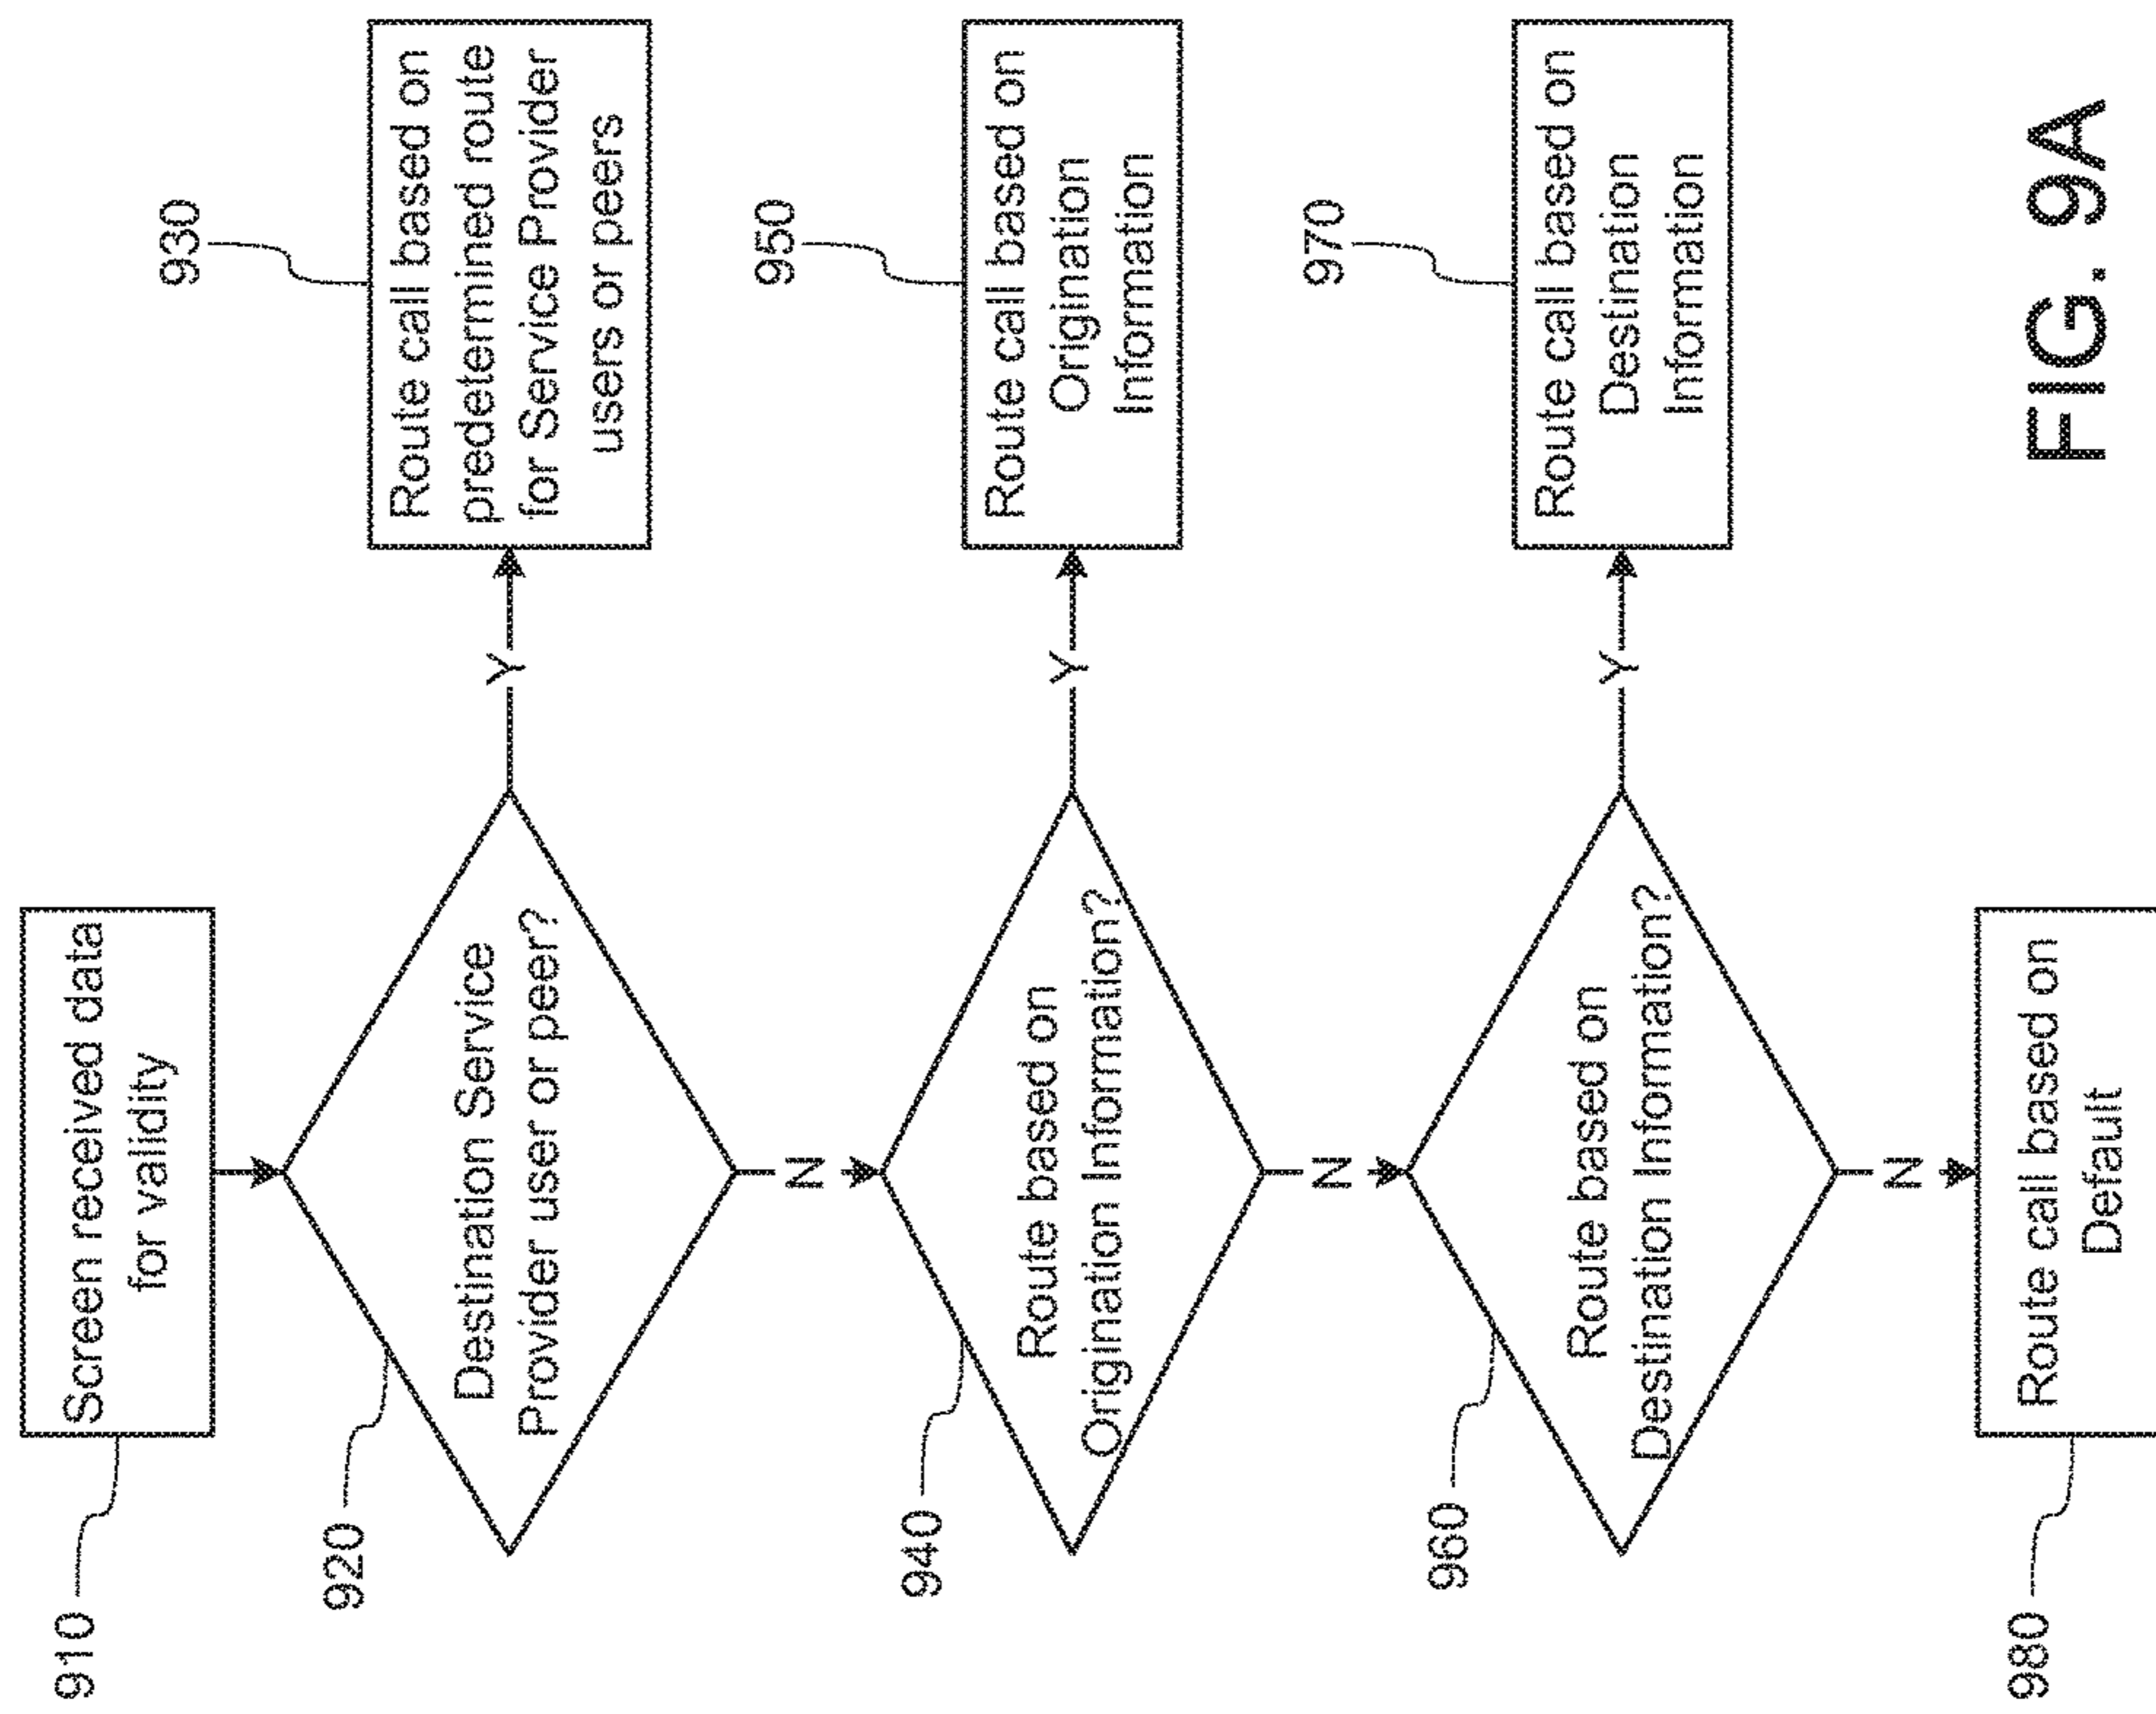 910
Screen received data
for validity
920
Destination Service
Provider user or peer?
Y
930
Route call based on
predetermined route
for Service Provider
users or peers
N
940
Route based on
Origination Information?
Y
950
Route call based on
Origination
Information
N
960
Route based on
Destination Information?
Y
970
Route call based on
Destination
Information
N
980
Route call based on
Default
FIG. 9A